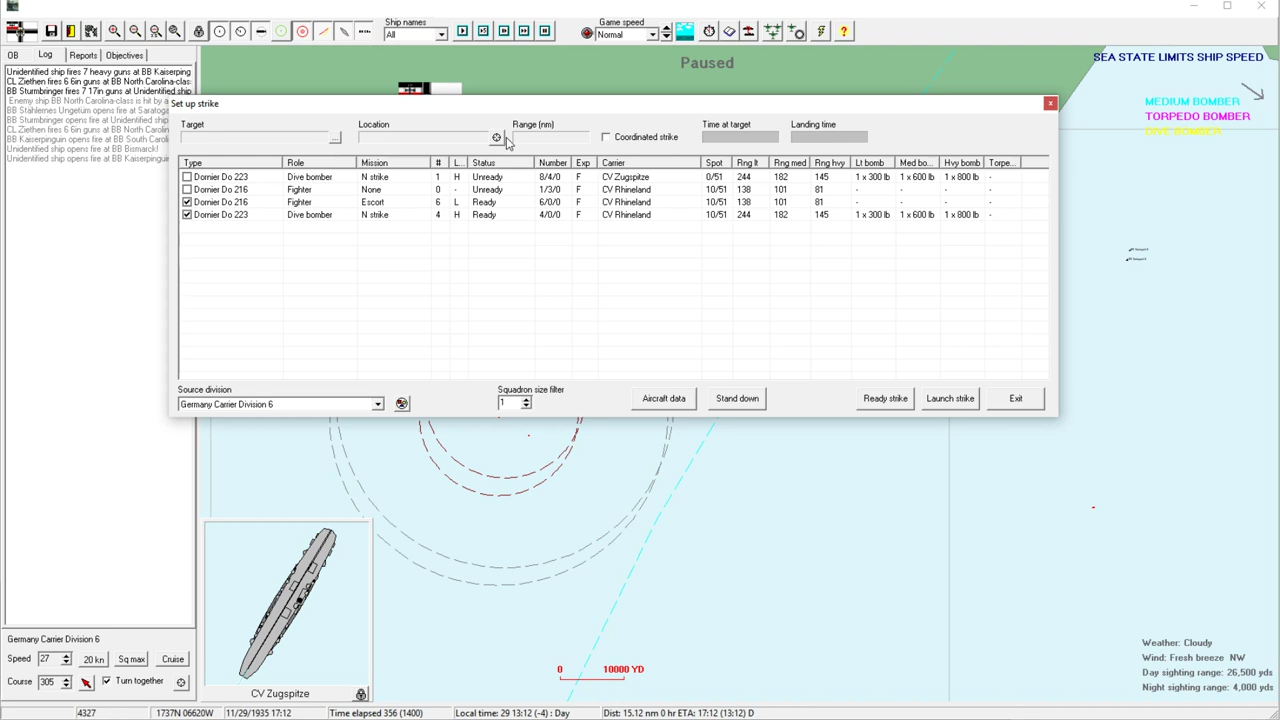 Ship names
All
Game speed
Normal
OB Log Reports Objectives
Paused
SEA STATE LIMITS SHIP SPEED
Unidentified ship fires 7 heavy guns at BB Kaiserping
CL Ziethen fires 6 6in guns at BB North Carolina-class
BB Sturmbringer fires 7 17in guns at Unidentified ship
Enemy ship BB North Carolina-class is hit by a
BB Stählernes Ungetüm opens fire at Saratoga
BB Sturmbringer opens fire at Unidentified
CL Ziethen opens fire at BB North Carolina
BB Kaiserpinguin opens fire at BB South Carol
BB Kaiserpinguin opens fire at BB Bismarck!
Unidentified ship opens fire at BB Kaiserpinguin
MEDIUM BOMBER
TORPEDO BOMBER
DIVE BOMBER
Set up strike
Target Location Range (nm) Coordinated strike Time at target Landing time
Type Role Mission # L... Status Number Exp Carrier Spot Rng lt Rng med Rng hvy Lt bomb Med bo... Hvy bomb Torpe...
Dornier Do 223 Dive bomber N strike 1 H Unready 8/4/0 F CV Zugspitze 0/51 244 182 145 1 x 300 lb 1 x 600 lb 1 x 800 lb -
Dornier Do 216 Fighter None 0 - Unready 1/3/0 F CV Rhineland 10/51 138 101 81 - - - -
Dornier Do 216 Fighter Escort 6 L Ready 6/0/0 F CV Rhineland 10/51 138 101 81 - - - -
Dornier Do 223 Dive bomber N strike 4 H Ready 4/0/0 F CV Rhineland 10/51 244 182 145 1 x 300 lb 1 x 600 lb 1 x 800 lb -
Source division
Germany Carrier Division 6
Squadron size filter
1
Aircraft data Stand down Ready strike Launch strike Exit
Germany Carrier Division 6
Speed 27 20 kn Sq max Cruise
Course 305 Turn together
CV Zugspitze
0 10000 YD
Weather: Cloudy
Wind: Fresh breeze NW
Day sighting range: 26,500 yds
Night sighting range: 4,000 yds
4327 1737N 06620W 11/29/1935 17:12 Time elapsed 356 (1400) Local time: 29 13:12 (-4) : Day Dist: 15.12 nm 0 hr ETA: 17:12 (13:12) D